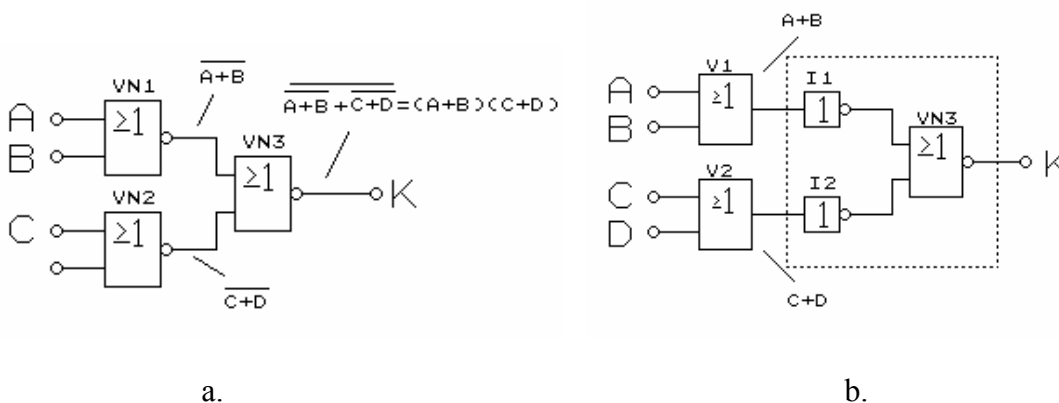 VN1
A+B
A
B
≥1
A+B + C+D = (A+B)(C+D)
VN3
≥1
K
VN2
C
≥1
C+D
a.
A+B
V1
A
B
≥1
I1
1
VN3
≥1
K
V2
C
D
≥1
I2
1
C+D
b.